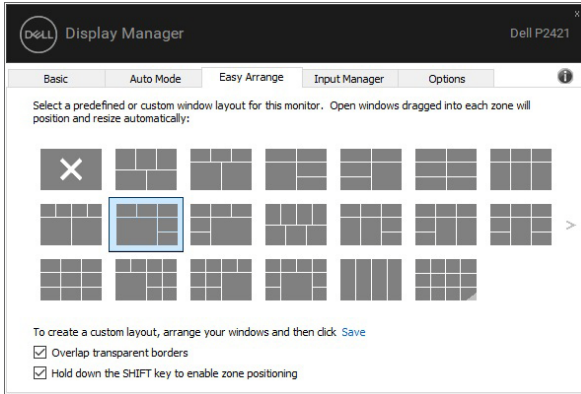 x
DELL Display Manager Dell P2421
Basic Auto Mode Easy Arrange Input Manager Options i
Select a predefined or custom window layout for this monitor. Open windows dragged into each zone will
position and resize automatically:
>
To create a custom layout, arrange your windows and then click Save
Overlap transparent borders
Hold down the SHIFT key to enable zone positioning